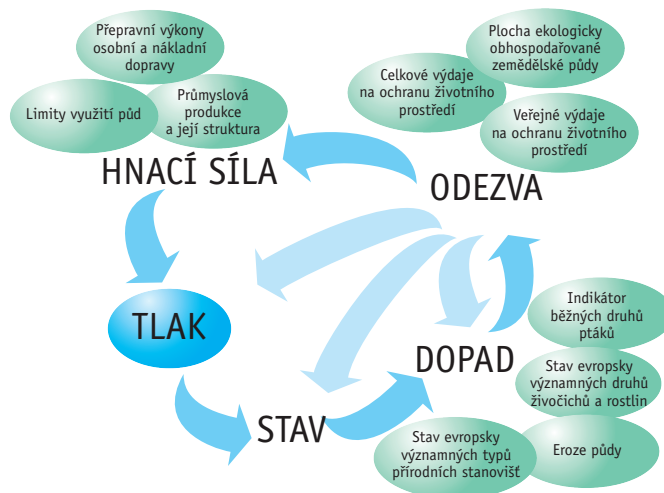 Přepravní výkony
osobní a nákladní
dopravy
Limity využití půd
Průmyslová
produkce
a její struktura
HNACÍ SÍLA
Plocha ekologicky
obhospodařované
zemědělské půdy
Celkové výdaje
na ochranu životního
prostředí
Veřejné výdaje
na ochranu životního
prostředí
ODEZVA
TLAK
Indikátor
běžných druhů
ptáků
DOPAD
Stav evropsky
významných druhů
živočichů a rostlin
STAV
Stav evropsky
významných typů
přírodních stanovišť
Eroze půdy